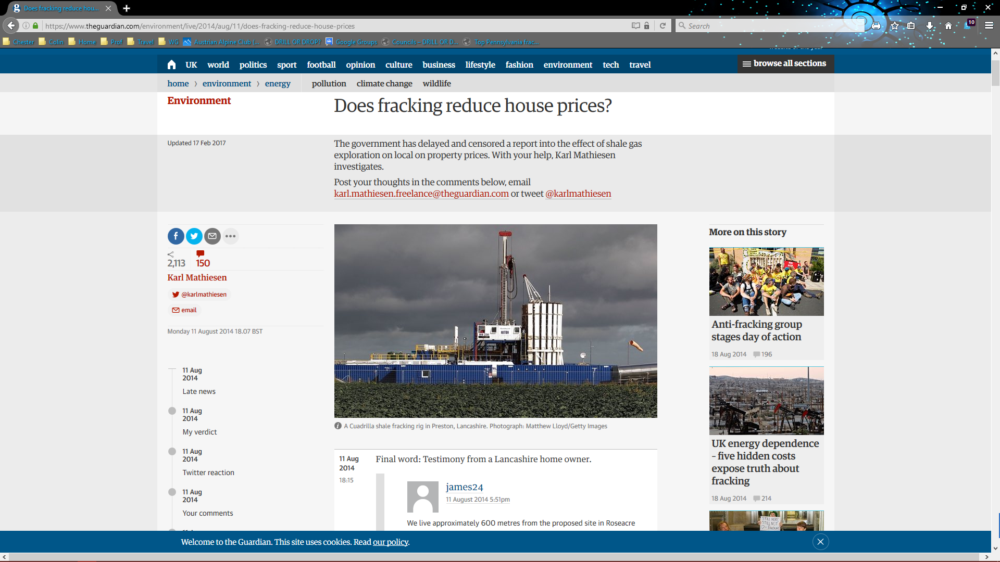 Does fracking reduce hou...
https://www.theguardian.com/environment/live/2014/aug/11/does-fracking-reduce-house-prices
Search
10
Chester Colin Home Prof Travel WG Austrian Alpine Club (... DRILL OR DROP? Google Groups Councils – DRILL OR D... Top Pennsylvania frac...
UK world politics sport football opinion culture business lifestyle fashion environment tech travel browse all sections
home › environment › energy pollution climate change wildlife
Environment
Does fracking reduce house prices?
Updated 17 Feb 2017
The government has delayed and censored a report into the effect of shale gas
exploration on local on property prices. With your help, Karl Mathiesen
investigates.
Post your thoughts in the comments below, email
karl.mathiesen.freelance@theguardian.com or tweet @karlmathiesen
2,113 150
Karl Mathiesen
@karlmathiesen
email
Monday 11 August 2014 18.07 BST
11 Aug
2014
Late news
11 Aug
2014
My verdict
11 Aug
2014
Twitter reaction
11 Aug
2014
Your comments
A Cuadrilla shale fracking rig in Preston, Lancashire. Photograph: Matthew Lloyd/Getty Images
11 Aug
2014
18:15
Final word: Testimony from a Lancashire home owner.
james24
11 August 2014 5:51pm
We live approximately 600 metres from the proposed site in Roseacre
More on this story
Anti-fracking group
stages day of action
18 Aug 2014 196
UK energy dependence
– five hidden costs
expose truth about
fracking
18 Aug 2014 214
STILL HERE
STILL NOT
Welcome to the Guardian. This site uses cookies. Read our policy.